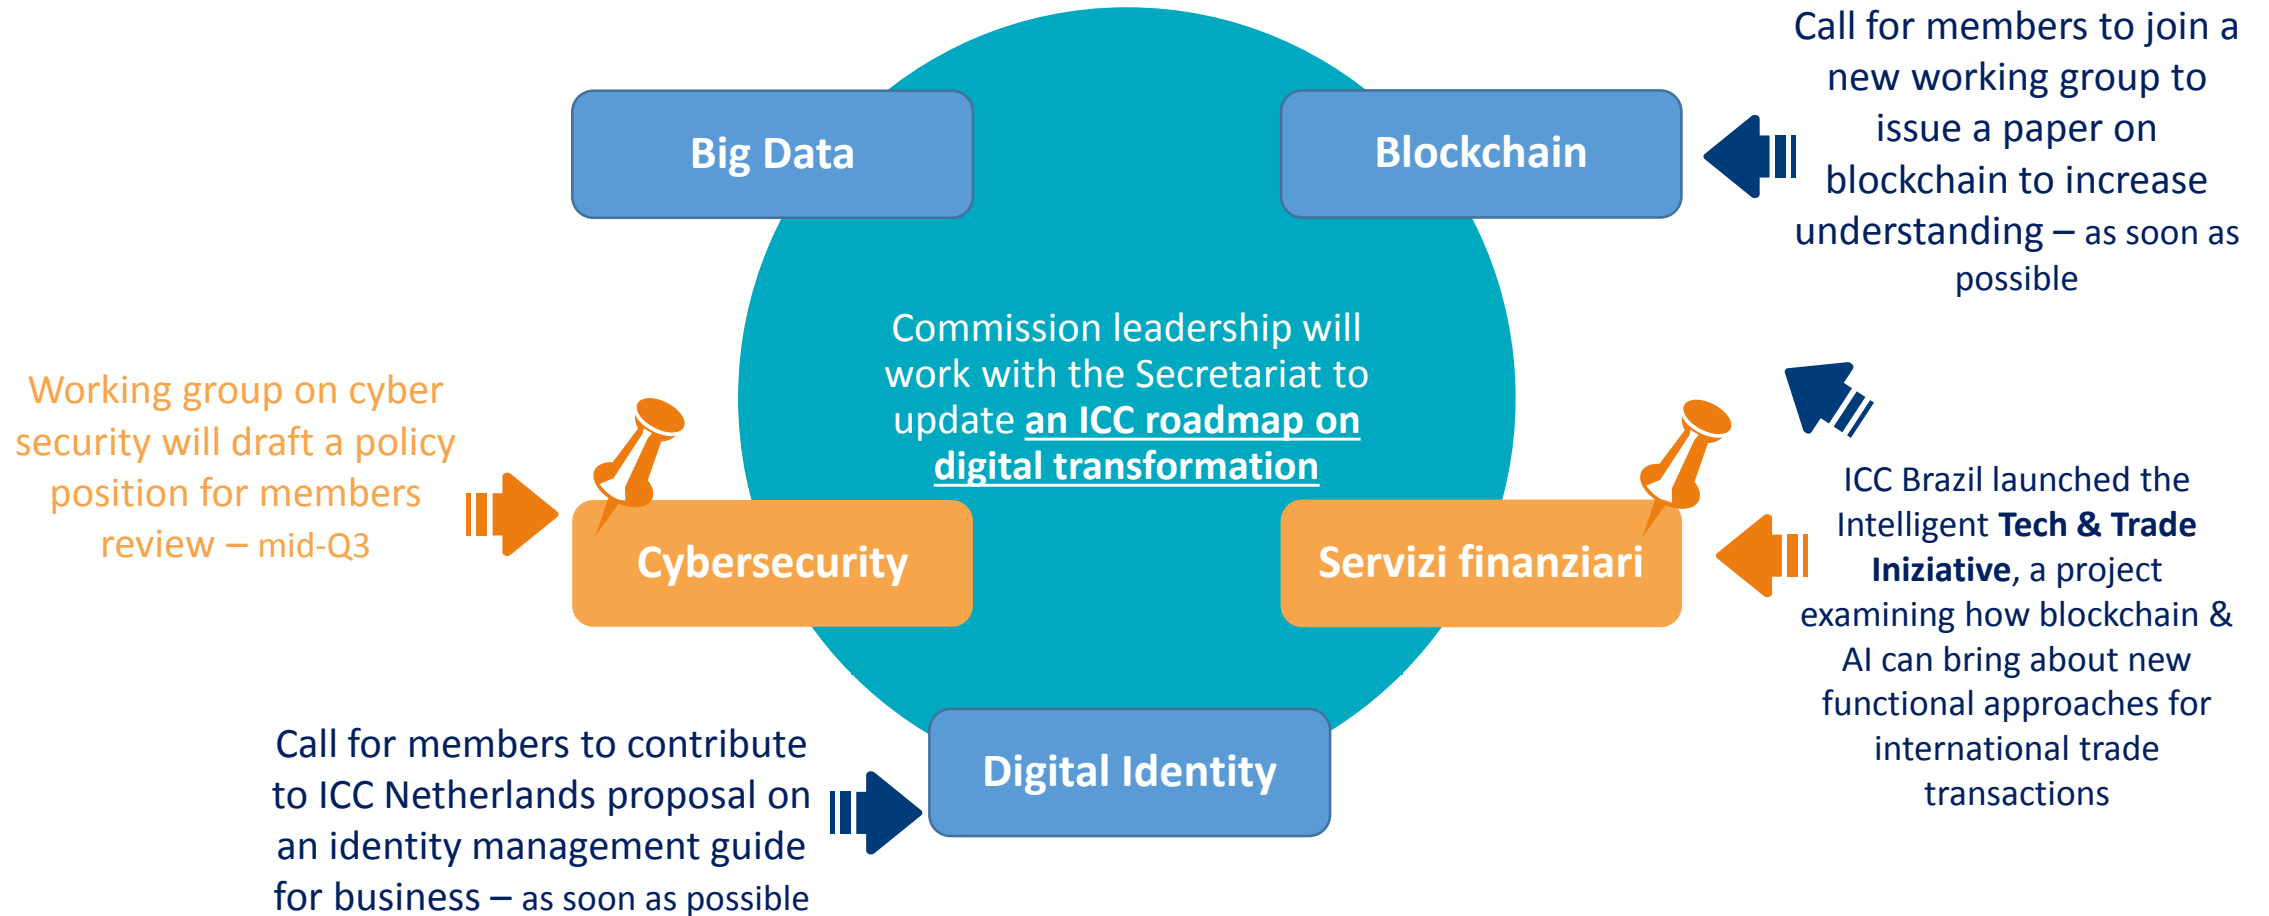 Big Data
Blockchain
Call for members to join a
new working group to
issue a paper on
blockchain to increase
understanding – as soon as
possible
Commission leadership will
work with the Secretariat to
update an ICC roadmap on
digital transformation
Working group on cyber
security will draft a policy
position for members
review – mid-Q3
Cybersecurity
Servizi finanziari
ICC Brazil launched the
Intelligent Tech & Trade
Iniziative, a project
examining how blockchain &
AI can bring about new
functional approaches for
international trade
transactions
Call for members to contribute
to ICC Netherlands proposal on
an identity management guide
for business – as soon as possible
Digital Identity